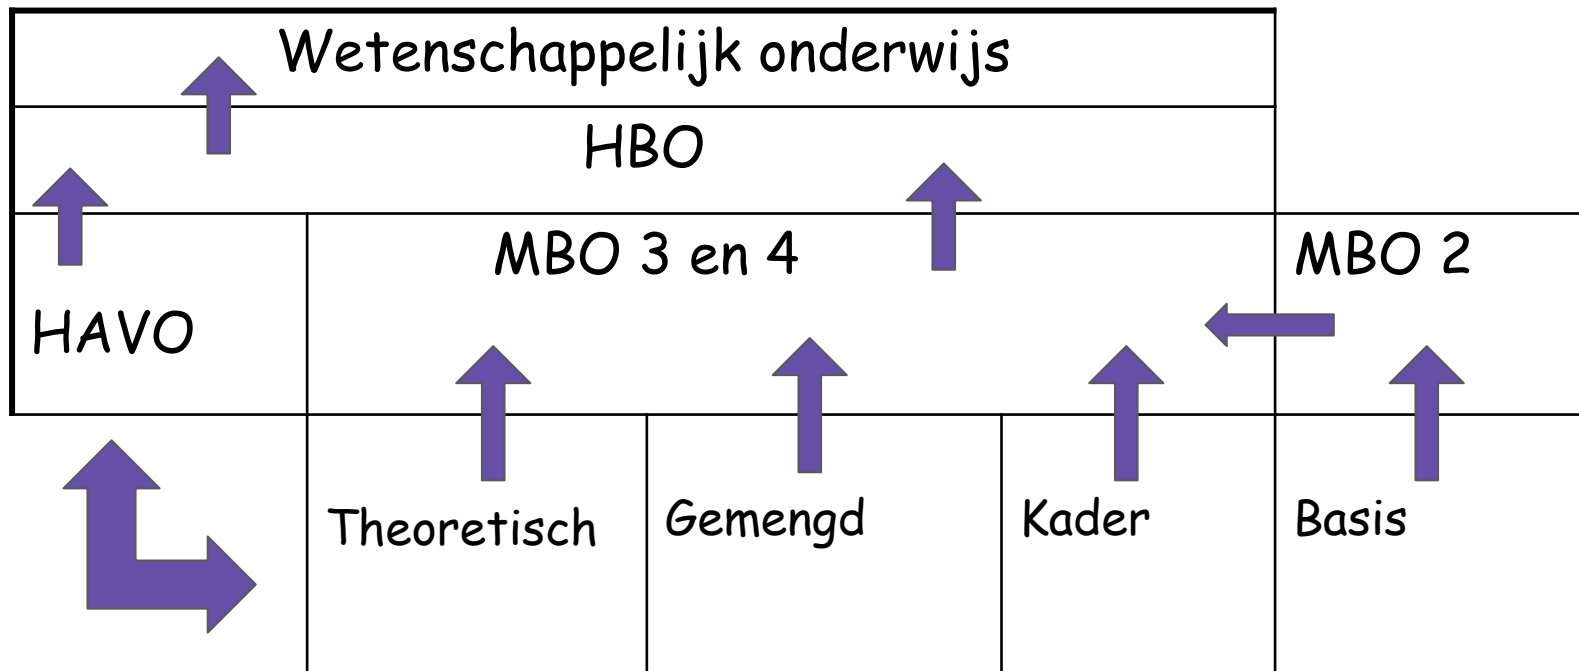 Wetenschappelijk onderwijs
HBO
MBO 3 en 4
MBO 2
HAVO
Theoretisch
Gemengd
Kader
Basis